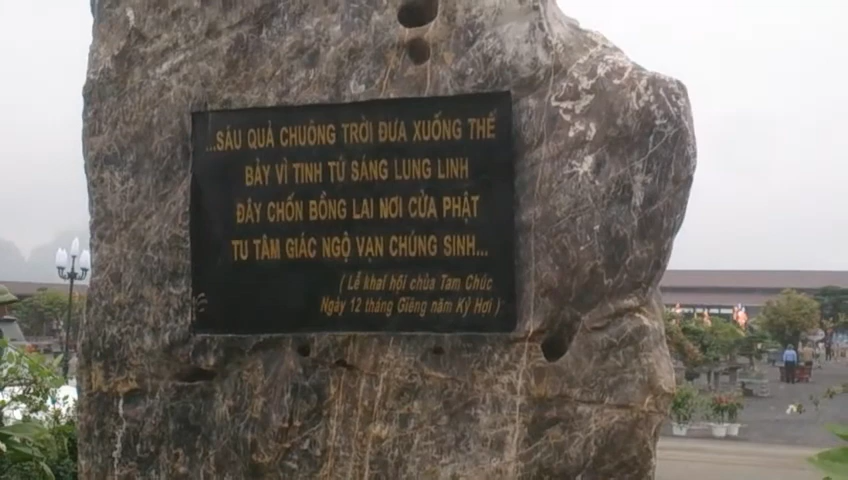 ...SÁU QUẢ CHUÔNG TRỜI ĐƯA XUỐNG THẾ
BẢY VÌ TINH TÚ SÁNG LUNG LINH
ĐÂY CHỐN BỒNG LAI NƠI CỬA PHẬT
TU TÂM GIÁC NGỘ VẠN CHÚNG SINH...
( Lễ khai hội chùa Tam Chúc
Ngày 12 tháng Giêng năm Kỷ Hợi )